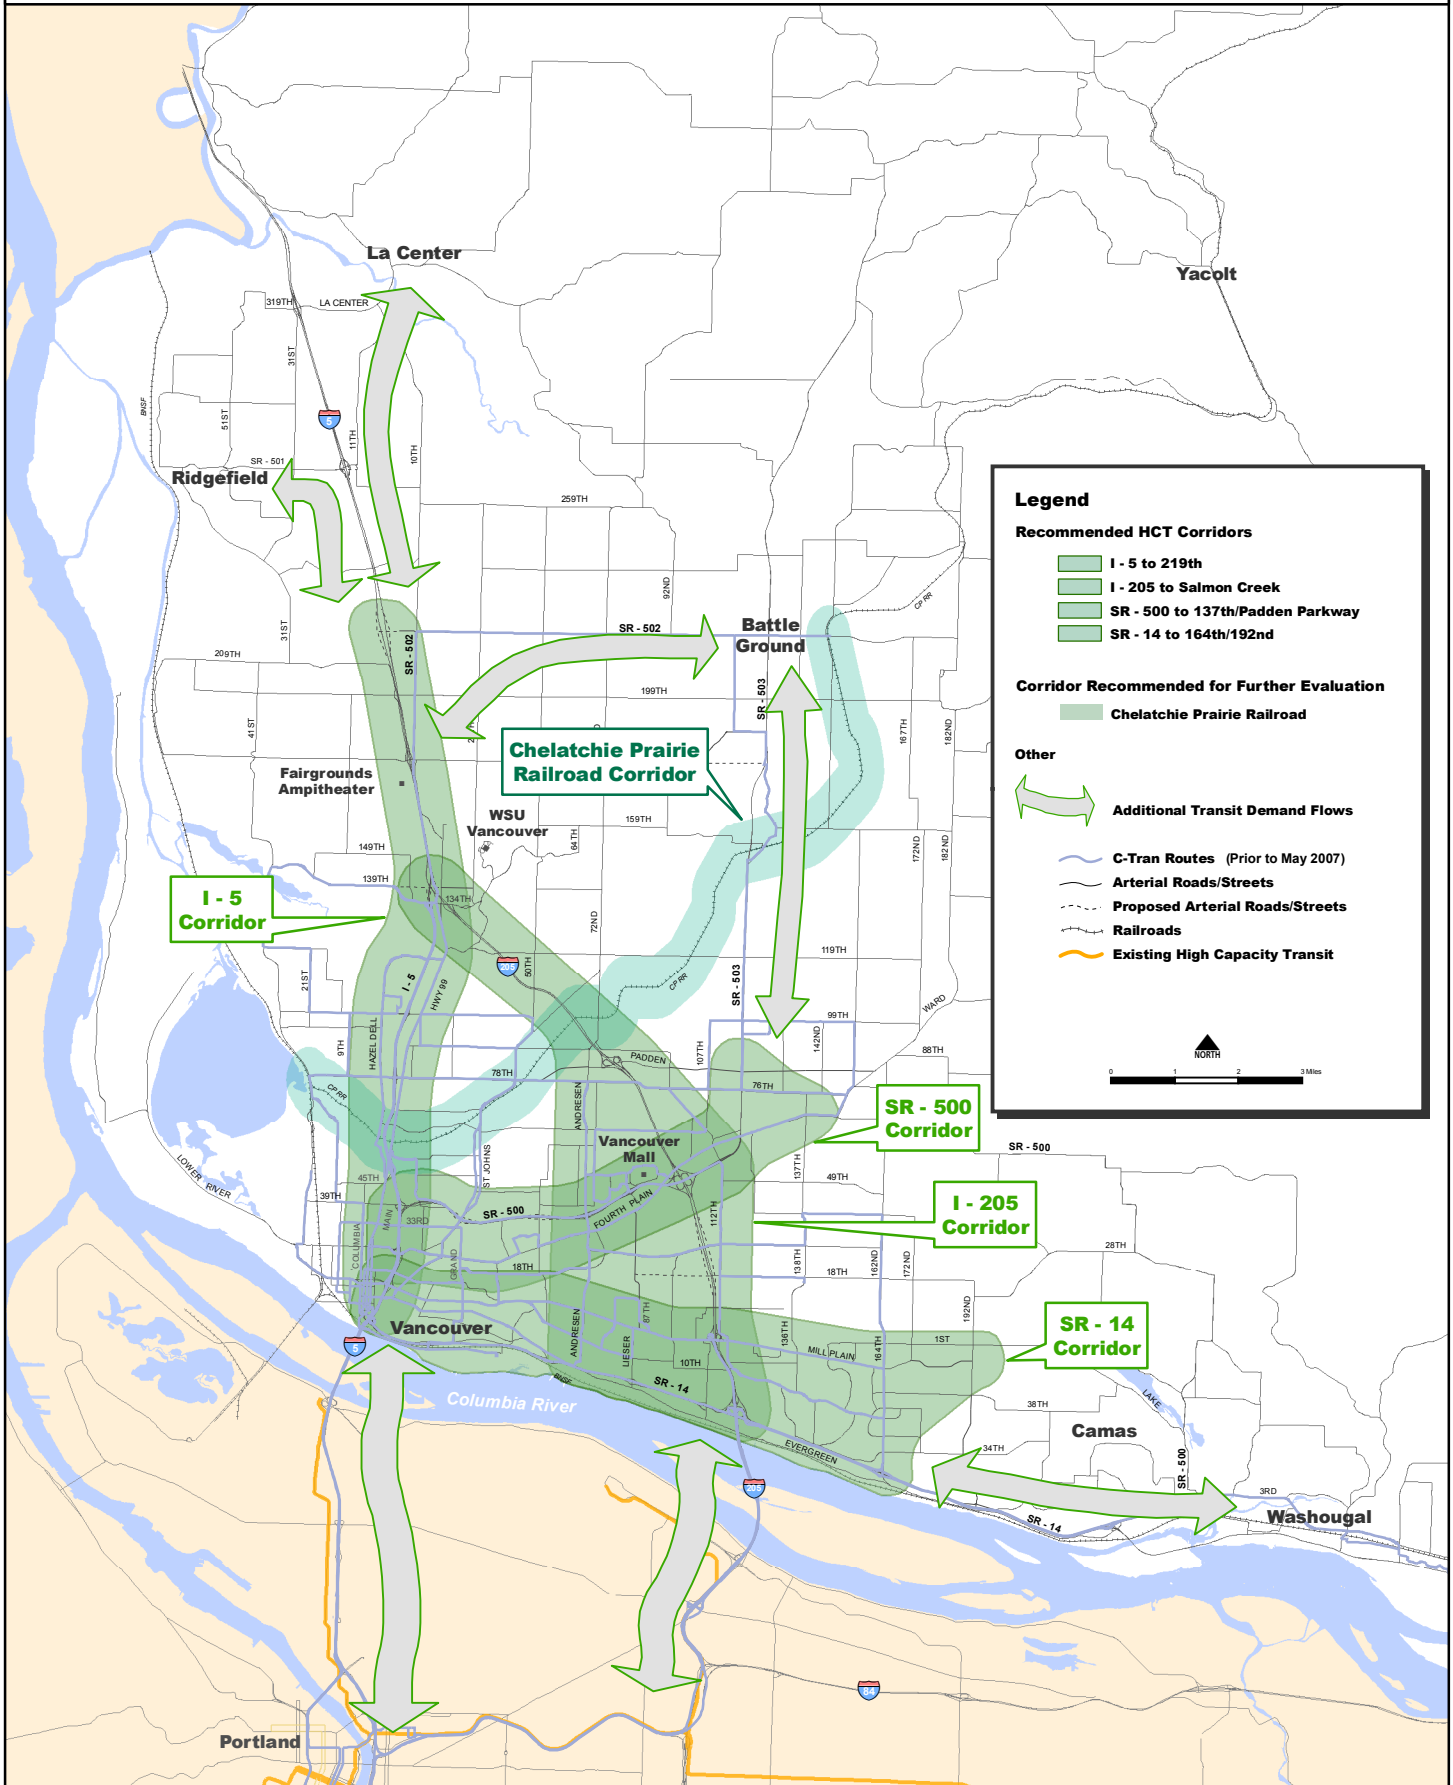 La Center
Yacolt
319TH
LA CENTER
31ST
BNSF
51ST
5
11TH
10TH
SR - 501
Ridgefield
259TH
Legend
Recommended HCT Corridors
I - 5 to 219th
I - 205 to Salmon Creek
SR - 500 to 137th/Padden Parkway
SR - 14 to 164th/192nd
Corridor Recommended for Further Evaluation
Chelatchie Prairie Railroad
Other
Additional Transit Demand Flows
C-Tran Routes (Prior to May 2007)
Arterial Roads/Streets
Proposed Arterial Roads/Streets
Railroads
Existing High Capacity Transit
NORTH
0 1 2 3 Miles
92ND
CP RR
31ST
SR - 502
SR - 502
Battle
Ground
209TH
199TH
SR - 503
41ST
167TH
182ND
Chelatchie Prairie
Railroad Corridor
Fairgrounds
Ampitheater
WSU
Vancouver
159TH
64TH
149TH
172ND
182ND
139TH
134TH
I - 5
Corridor
72ND
119TH
205
50TH
21ST
I - 5
HWY 99
CP RR
SR - 503
WARD
99TH
9TH
HAZEL DELL
107TH
142ND
88TH
PADDEN
78TH
76TH
CP RR
ANDRESEN
SR - 500
Corridor
Vancouver
Mall
SR - 500
LOWER RIVER
ST JOHNS
137TH
45TH
49TH
39TH
I - 205
Corridor
MAIN
33RD
SR - 500
FOURTH PLAIN
112TH
COLUMBIA
GRAND
28TH
18TH
138TH
18TH
162ND
172ND
192ND
87TH
SR - 14
Corridor
Vancouver
5
ANDRESEN
LIESER
136TH
MILL PLAIN
164TH
1ST
10TH
BNSF
SR - 14
Columbia River
LAKE
38TH
Camas
EVERGREEN
34TH
SR - 500
205
3RD
SR - 14
Washougal
84
Portland